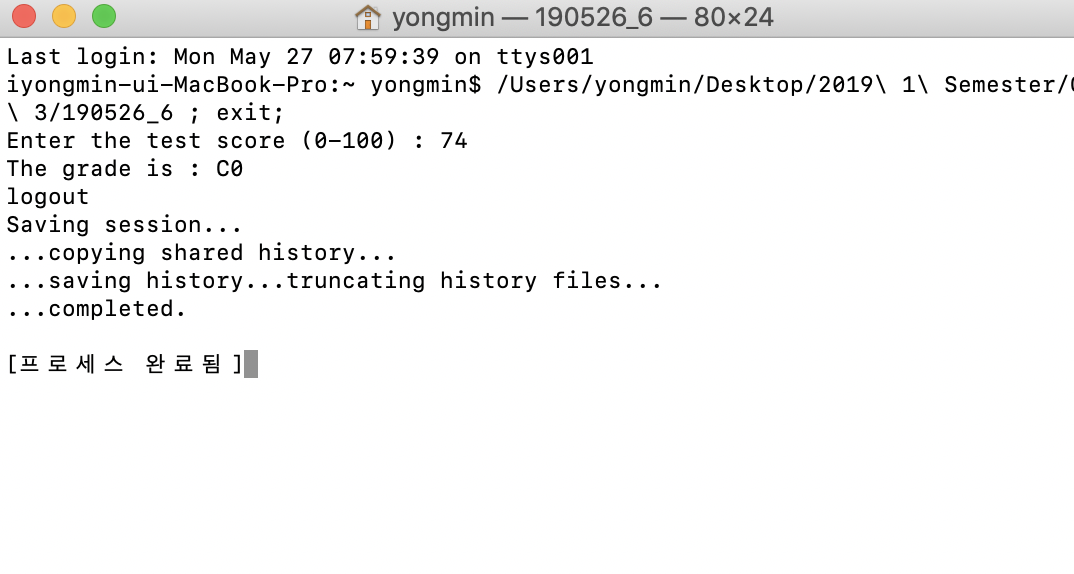 yongmin — 190526_6 — 80×24
Last login: Mon May 27 07:59:39 on ttys001
iyongmin-ui-MacBook-Pro:~ yongmin$ /Users/yongmin/Desktop/2019\ 1\ Semester/
\ 3/190526_6 ; exit;
Enter the test score (0-100) : 74
The grade is : C0
logout
Saving session...
...copying shared history...
...saving history...truncating history files...
...completed.
[프로세스 완료됨]